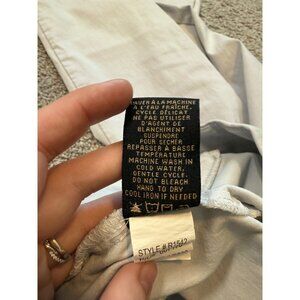 LAVER À LA MACHINE
À L'EAU FRAÎCHE,
CYCLE DÉLICAT
NE PAS UTILISER
D'AGENT DE
BLANCHIMENT
SUSPENDRE
POUR SÉCHER
REPASSER À BASSE
TEMPÉRATURE
MACHINE WASH IN
COLD WATER,
GENTLE CYCLE,
DO NOT BLEACH
HANG TO DRY
COOL IRON IF NEEDED
STYLE #